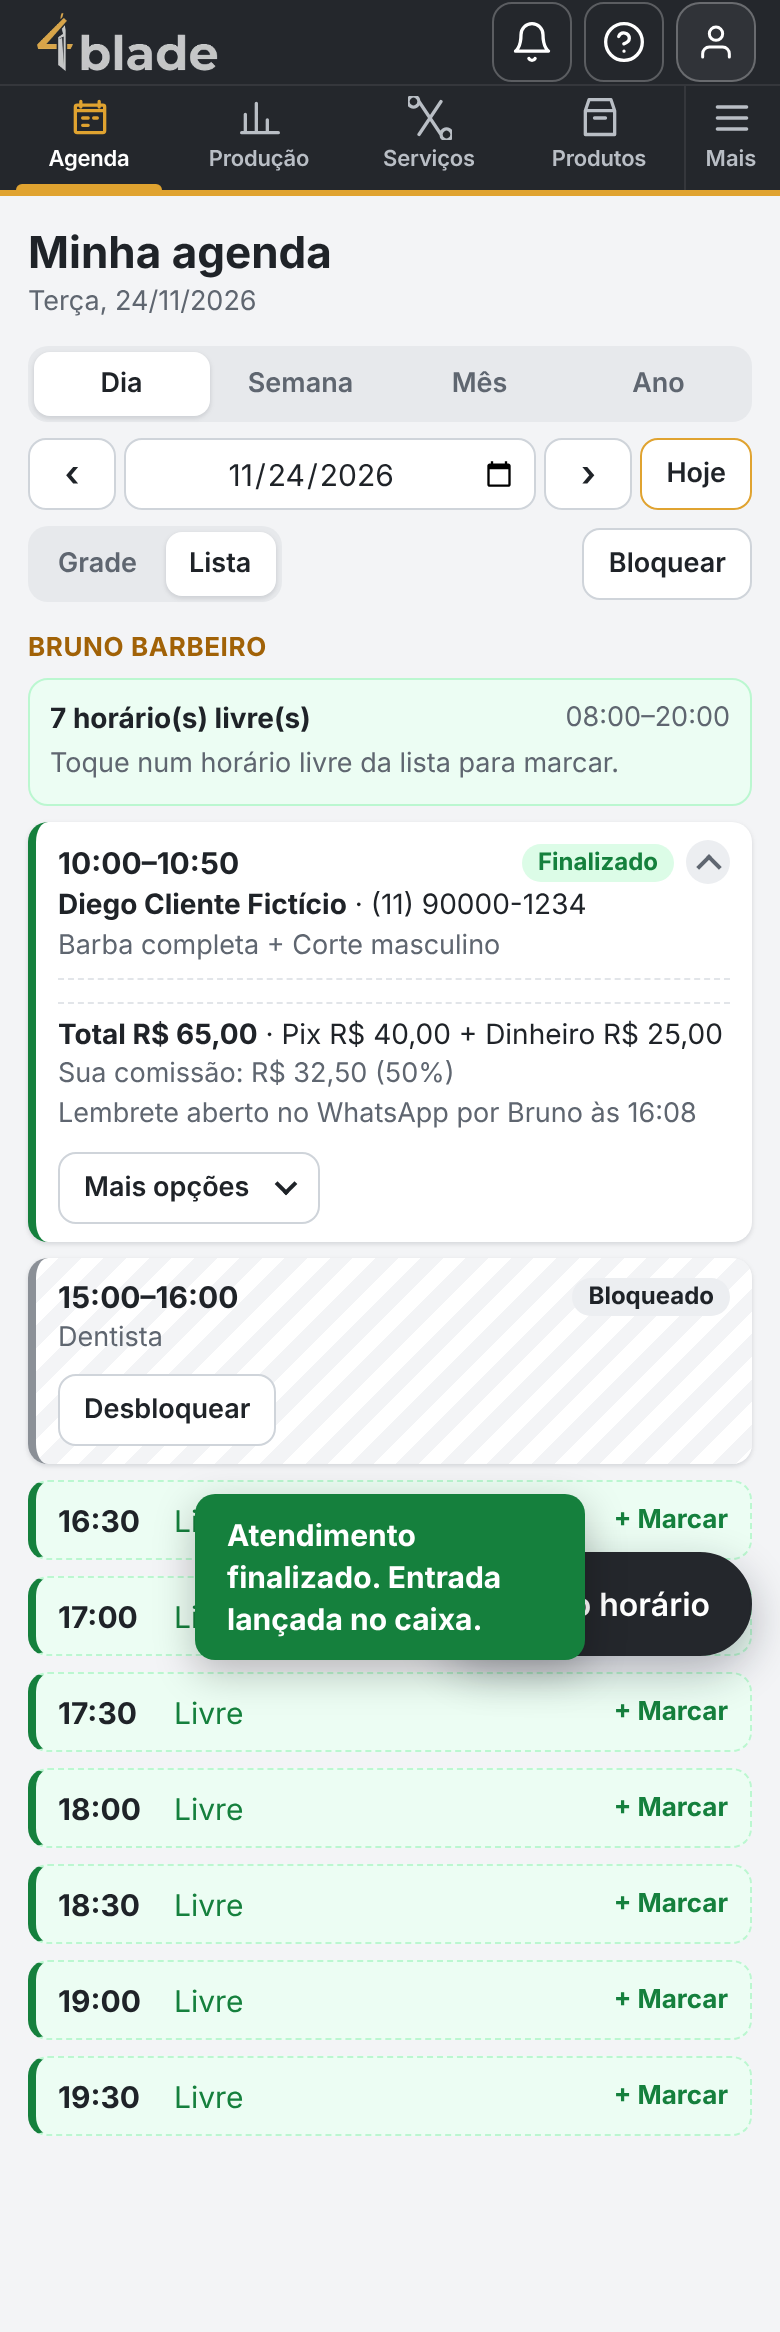 4blade
Agenda
Produção
Serviços
Produtos
Mais
Minha agenda
Terça, 24/11/2026
Dia
Semana
Mês
Ano
‹
11/24/2026
›
Hoje
Grade
Lista
Bloquear
BRUNO BARBEIRO
7 horário(s) livre(s)
08:00–20:00
Toque num horário livre da lista para marcar.
10:00–10:50
Finalizado
Diego Cliente Fictício · (11) 90000-1234
Barba completa + Corte masculino
Total R$ 65,00 · Pix R$ 40,00 + Dinheiro R$ 25,00
Sua comissão: R$ 32,50 (50%)
Lembrete aberto no WhatsApp por Bruno às 16:08
Mais opções
15:00–16:00
Bloqueado
Dentista
Desbloquear
16:30
+ Marcar
Atendimento
finalizado. Entrada
lançada no caixa.
17:00
horário
17:30
Livre
+ Marcar
18:00
Livre
+ Marcar
18:30
Livre
+ Marcar
19:00
Livre
+ Marcar
19:30
Livre
+ Marcar